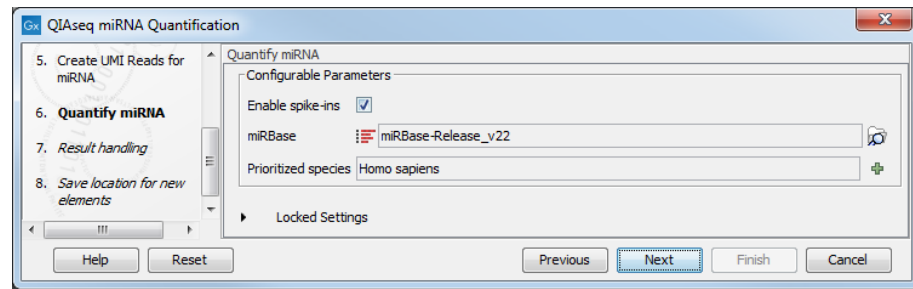 Gx QIAseq miRNA Quantification
x
5. Create UMI Reads for
miRNA
6. Quantify miRNA
7. Result handling
8. Save location for new
elements
Quantify miRNA
Configurable Parameters
Enable spike-ins
miRBase miRBase-Release_v22
Prioritized species Homo sapiens
Locked Settings
Help Reset Previous Next Finish Cancel